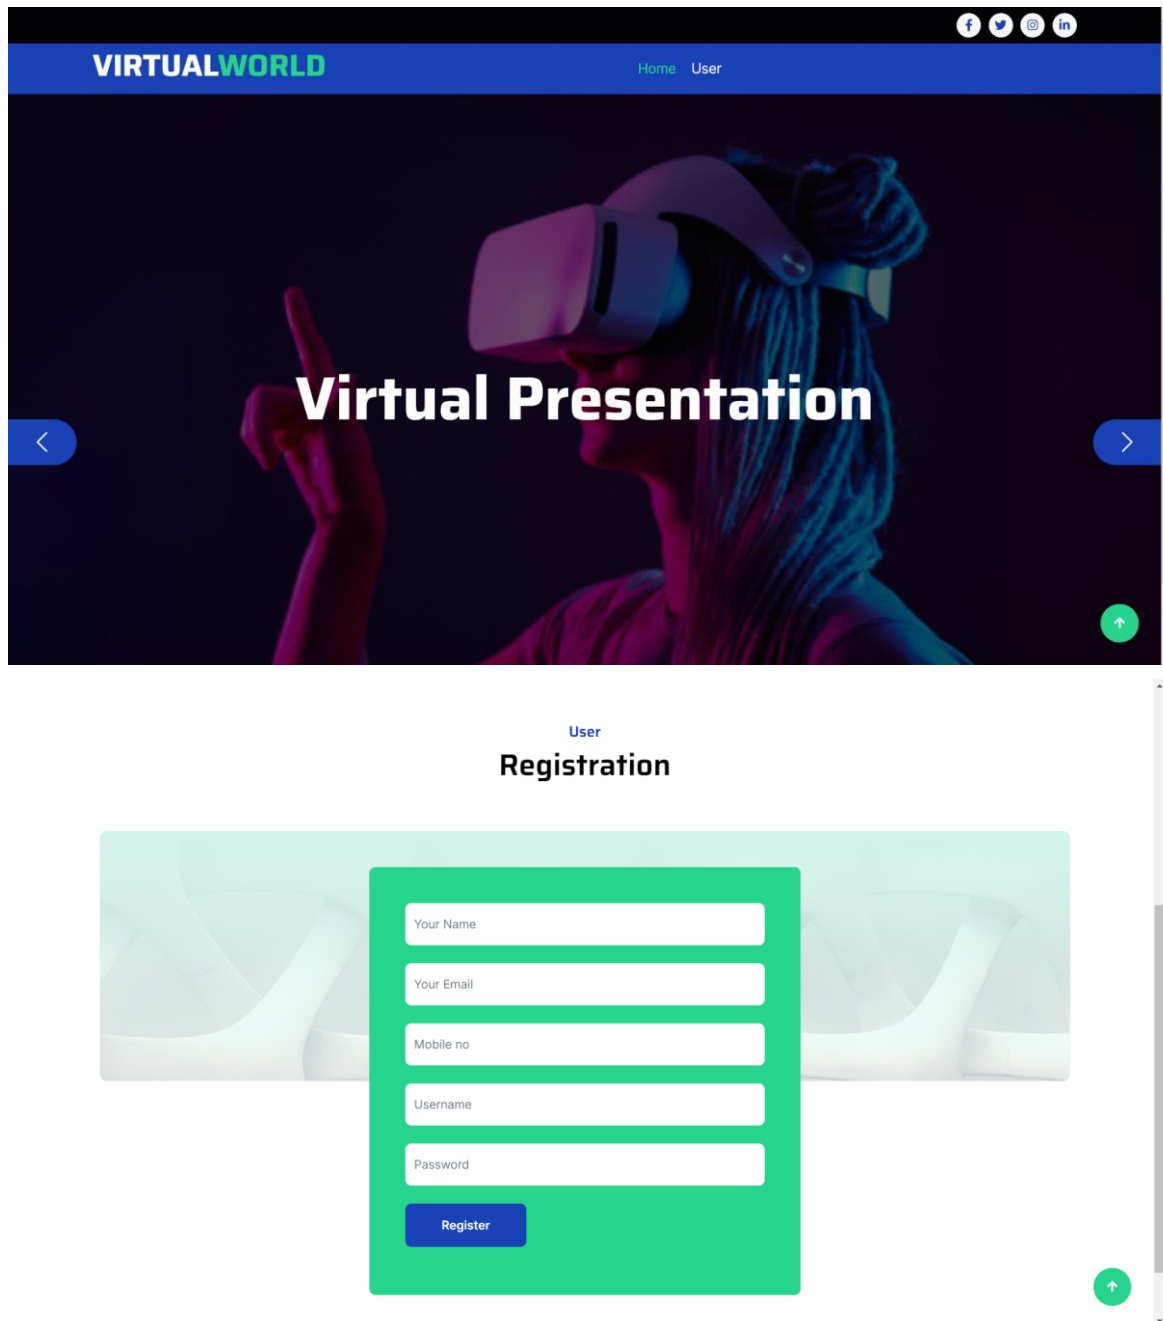 VIRTUALWORLD
Home User
Virtual Presentation
User
Registration
Your Name
Your Email
Mobile no
Username
Password
Register